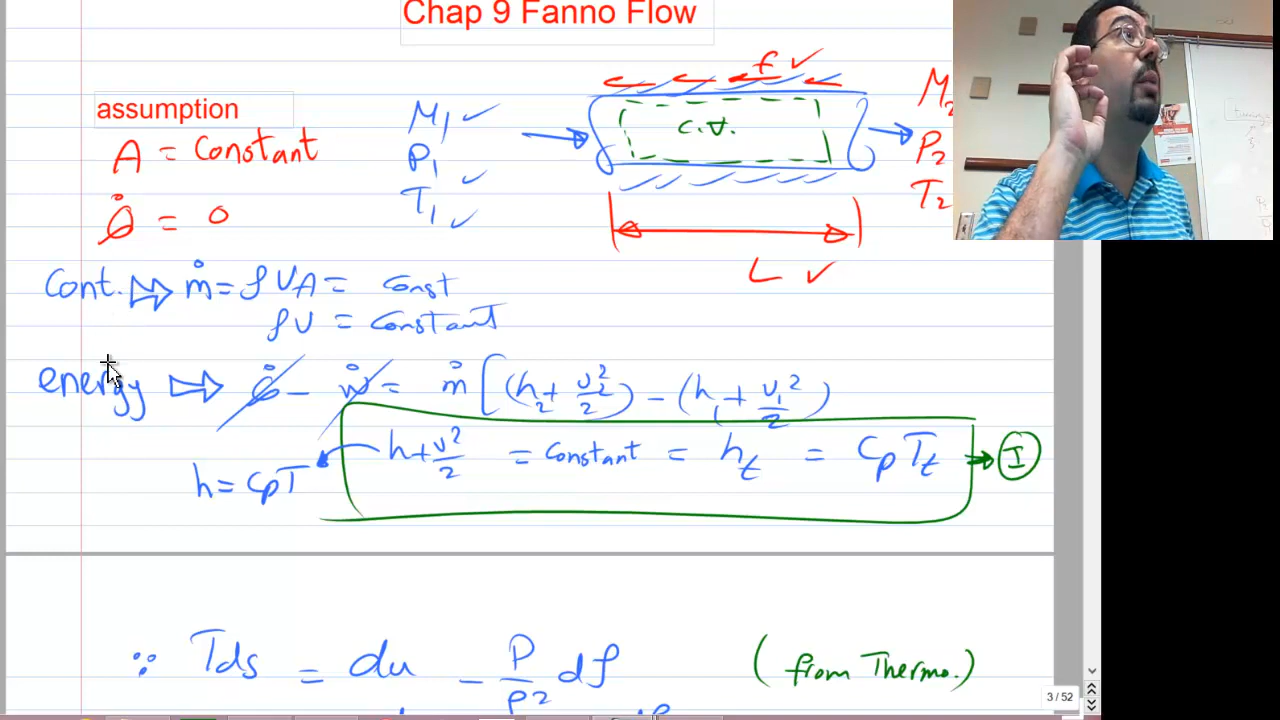 Chap 9 Fanno Flow
f ✓
assumption
A = Constant
Q̇ = 0
M₁ ✓
P₁ ✓
T₁ ✓
C.V.
M₂
P₂
T₂
L ✓
Cont. ⇒ ṁ = ρVA = Const
ρV = Constant
energy ⇒ Q̇ - Ẇ = ṁ [(h₂ + V₂²/2) - (h₁ + V₁²/2)
h + V²/2 = Constant = hₜ = CpTₜ → I
h = CpT
3 / 52
∵ Tds = du - P/ρ² dρ (from Thermo.)